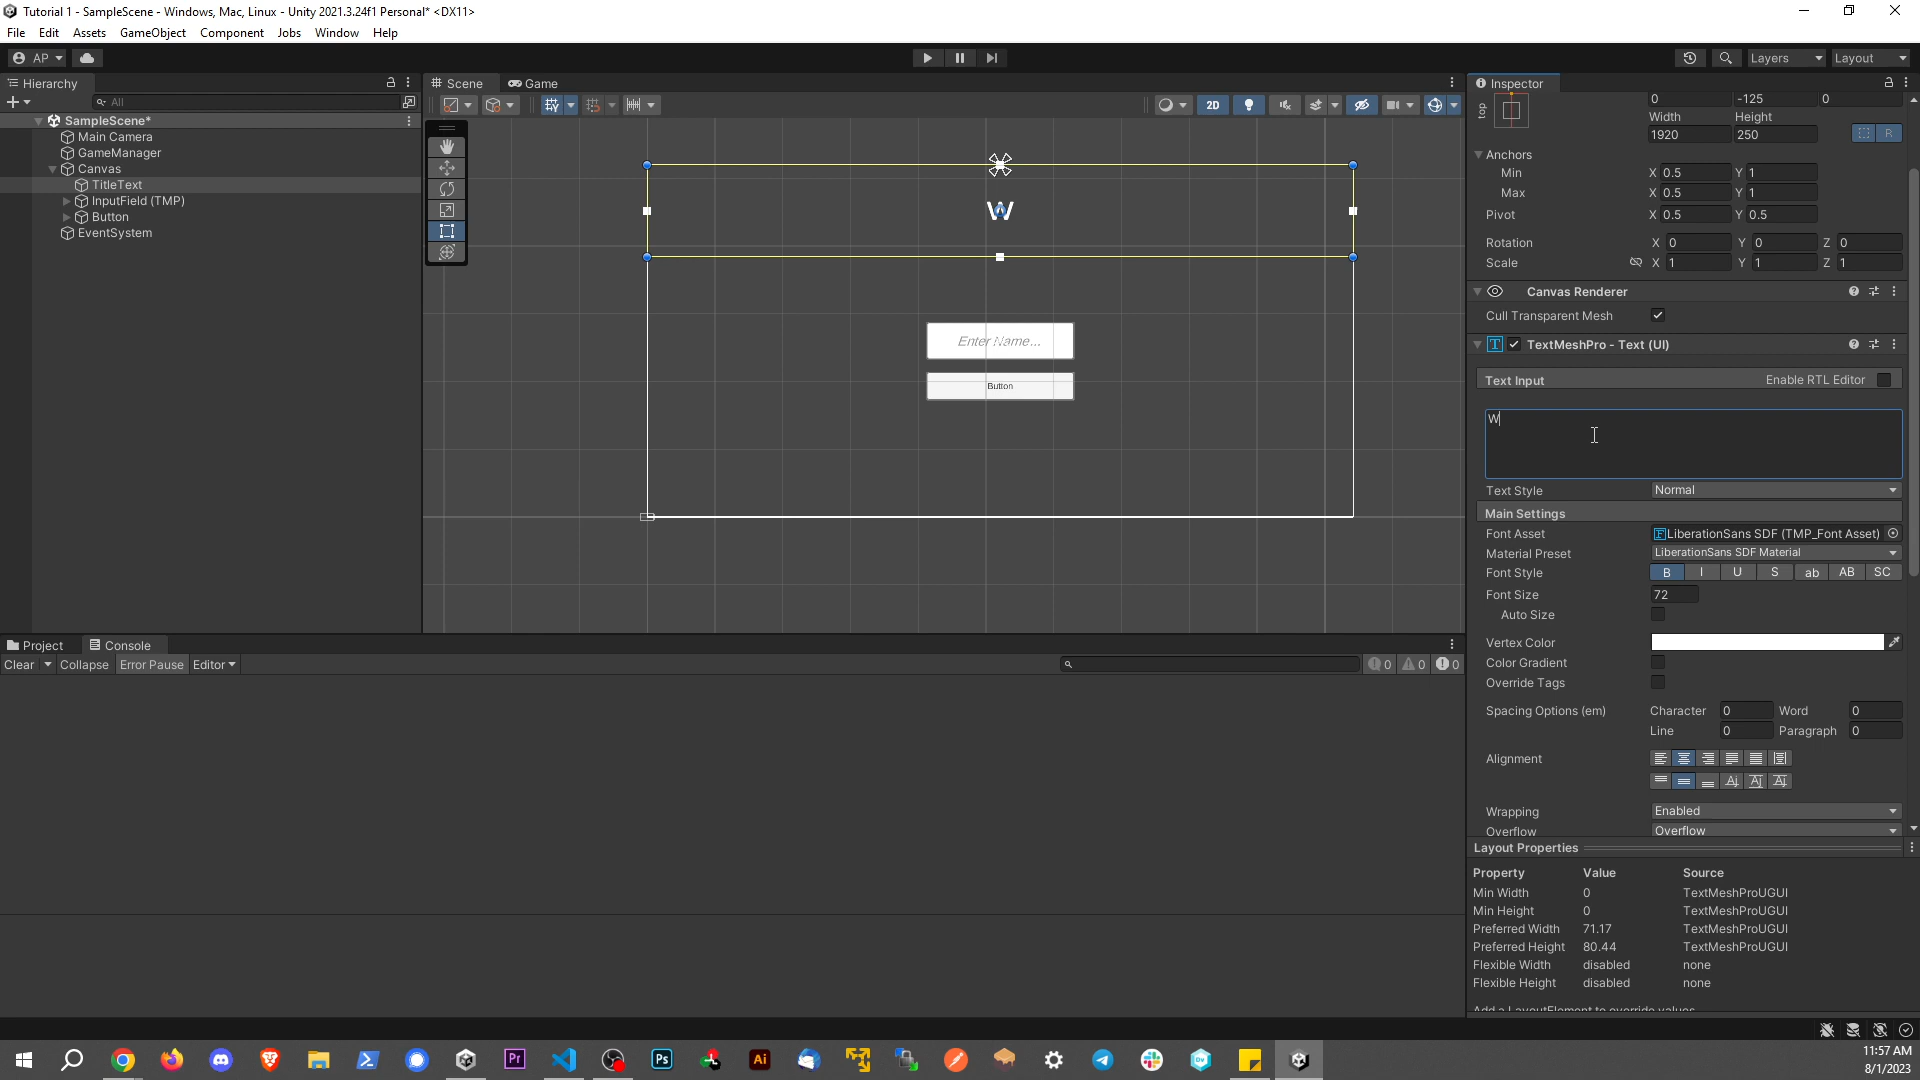 Tutorial 1 - SampleScene - Windows, Mac, Linux - Unity 2021.3.24f1 Personal* <DX11>
File Edit Assets GameObject Component Jobs Window Help
AP Layers Layout
Hierarchy
All
SampleScene*
Main Camera
GameManager
Canvas
TitleText
InputField (TMP)
Button
EventSystem
Scene Game
2D
W
Enter Name...
Button
Inspector
top
0 -125 0
Width Height
1920 250
R
Anchors
Min X 0.5 Y 1
Max X 0.5 Y 1
Pivot X 0.5 Y 0.5
Rotation X 0 Y 0 Z 0
Scale X 1 Y 1 Z 1
Canvas Renderer
Cull Transparent Mesh
TextMeshPro - Text (UI)
Text Input Enable RTL Editor
W
Text Style Normal
Main Settings
Font Asset LiberationSans SDF (TMP_Font Asset)
Material Preset LiberationSans SDF Material
Font Style B I U S ab AB SC
Font Size 72
Auto Size
Vertex Color
Color Gradient
Override Tags
Spacing Options (em) Character 0 Word 0
Line 0 Paragraph 0
Alignment
Wrapping Enabled
Overflow Overflow
Layout Properties
Property Value Source
Min Width 0 TextMeshProUGUI
Min Height 0 TextMeshProUGUI
Preferred Width 71.17 TextMeshProUGUI
Preferred Height 80.44 TextMeshProUGUI
Flexible Width disabled none
Flexible Height disabled none
Add a LayoutElement to override values
Project Console
Clear Collapse Error Pause Editor
0 0 0
Pr Ps Ai
11:57 AM
8/1/2023